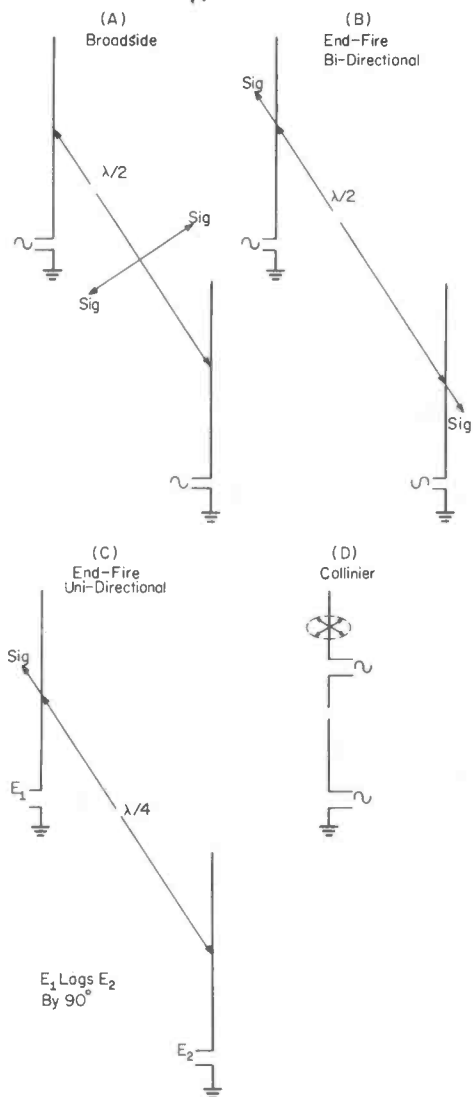 (A)
Broadside
(B)
End-Fire
Bi-Directional
Sig
λ/2
Sig
Sig
λ/2
Sig
(C)
End-Fire
Uni-Directional
Sig
E₁
λ/4
E₁ Lags E₂
By 90°
E₂
(D)
Collinier